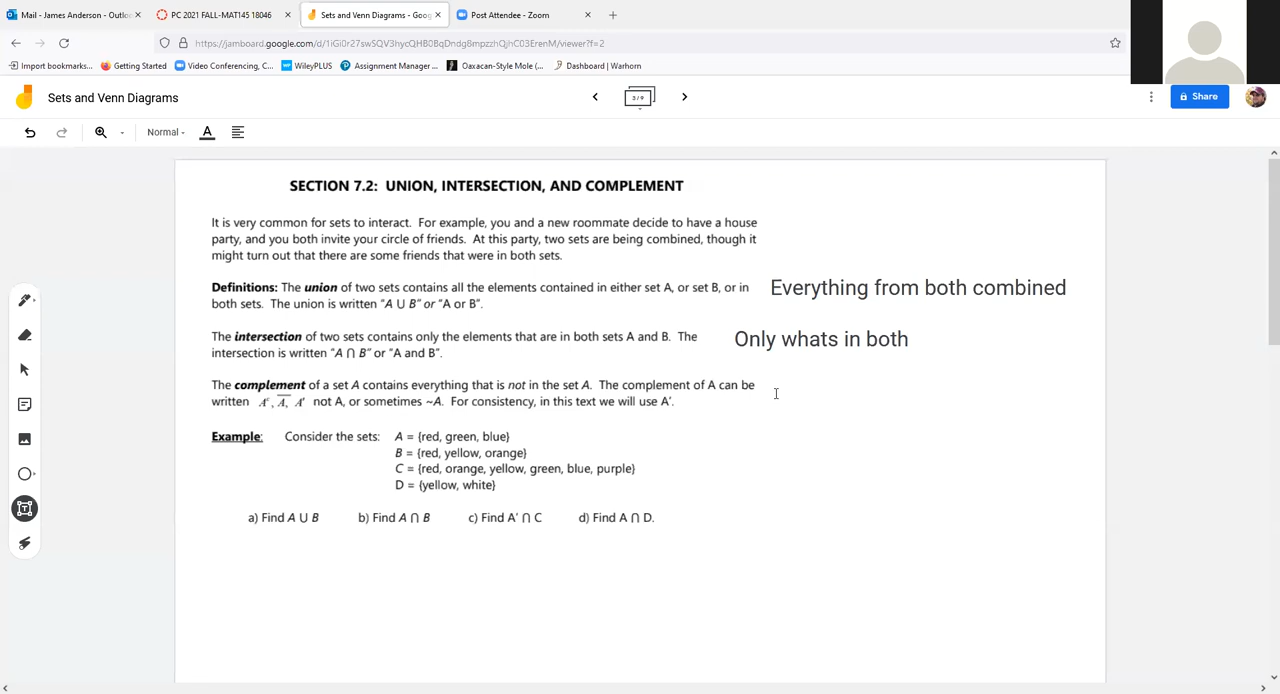 Mail - James Anderson - Outlo
PC 2021 FALL-MAT145 18046
Sets and Venn Diagrams - Goog
Post Attendee - Zoom
https://jamboard.google.com/d/
/viewer?f=2
Import bookmarks...
Getting Started
Video Conferencing, C...
WileyPLUS
Assignment Manager ...
Oaxacan-Style Mole (...
Dashboard | Warhorn
Sets and Venn Diagrams
3 / 9
Share
Normal
SECTION 7.2: UNION, INTERSECTION, AND COMPLEMENT
It is very common for sets to interact. For example, you and a new roommate decide to have a house
party, and you both invite your circle of friends. At this party, two sets are being combined, though it
might turn out that there are some friends that were in both sets.
Definitions: The union of two sets contains all the elements contained in either set A, or set B, or in
both sets. The union is written "A ∪ B" or "A or B".
Everything from both combined
The intersection of two sets contains only the elements that are in both sets A and B. The
intersection is written "A ∩ B" or "A and B".
Only whats in both
The complement of a set A contains everything that is not in the set A. The complement of A can be
written Aᶜ, A̅, A' not A, or sometimes ~A. For consistency, in this text we will use A'.
Example: Consider the sets: A = {red, green, blue}
B = {red, yellow, orange}
C = {red, orange, yellow, green, blue, purple}
D = {yellow, white}
a) Find A ∪ B b) Find A ∩ B c) Find A' ∩ C d) Find A ∩ D.